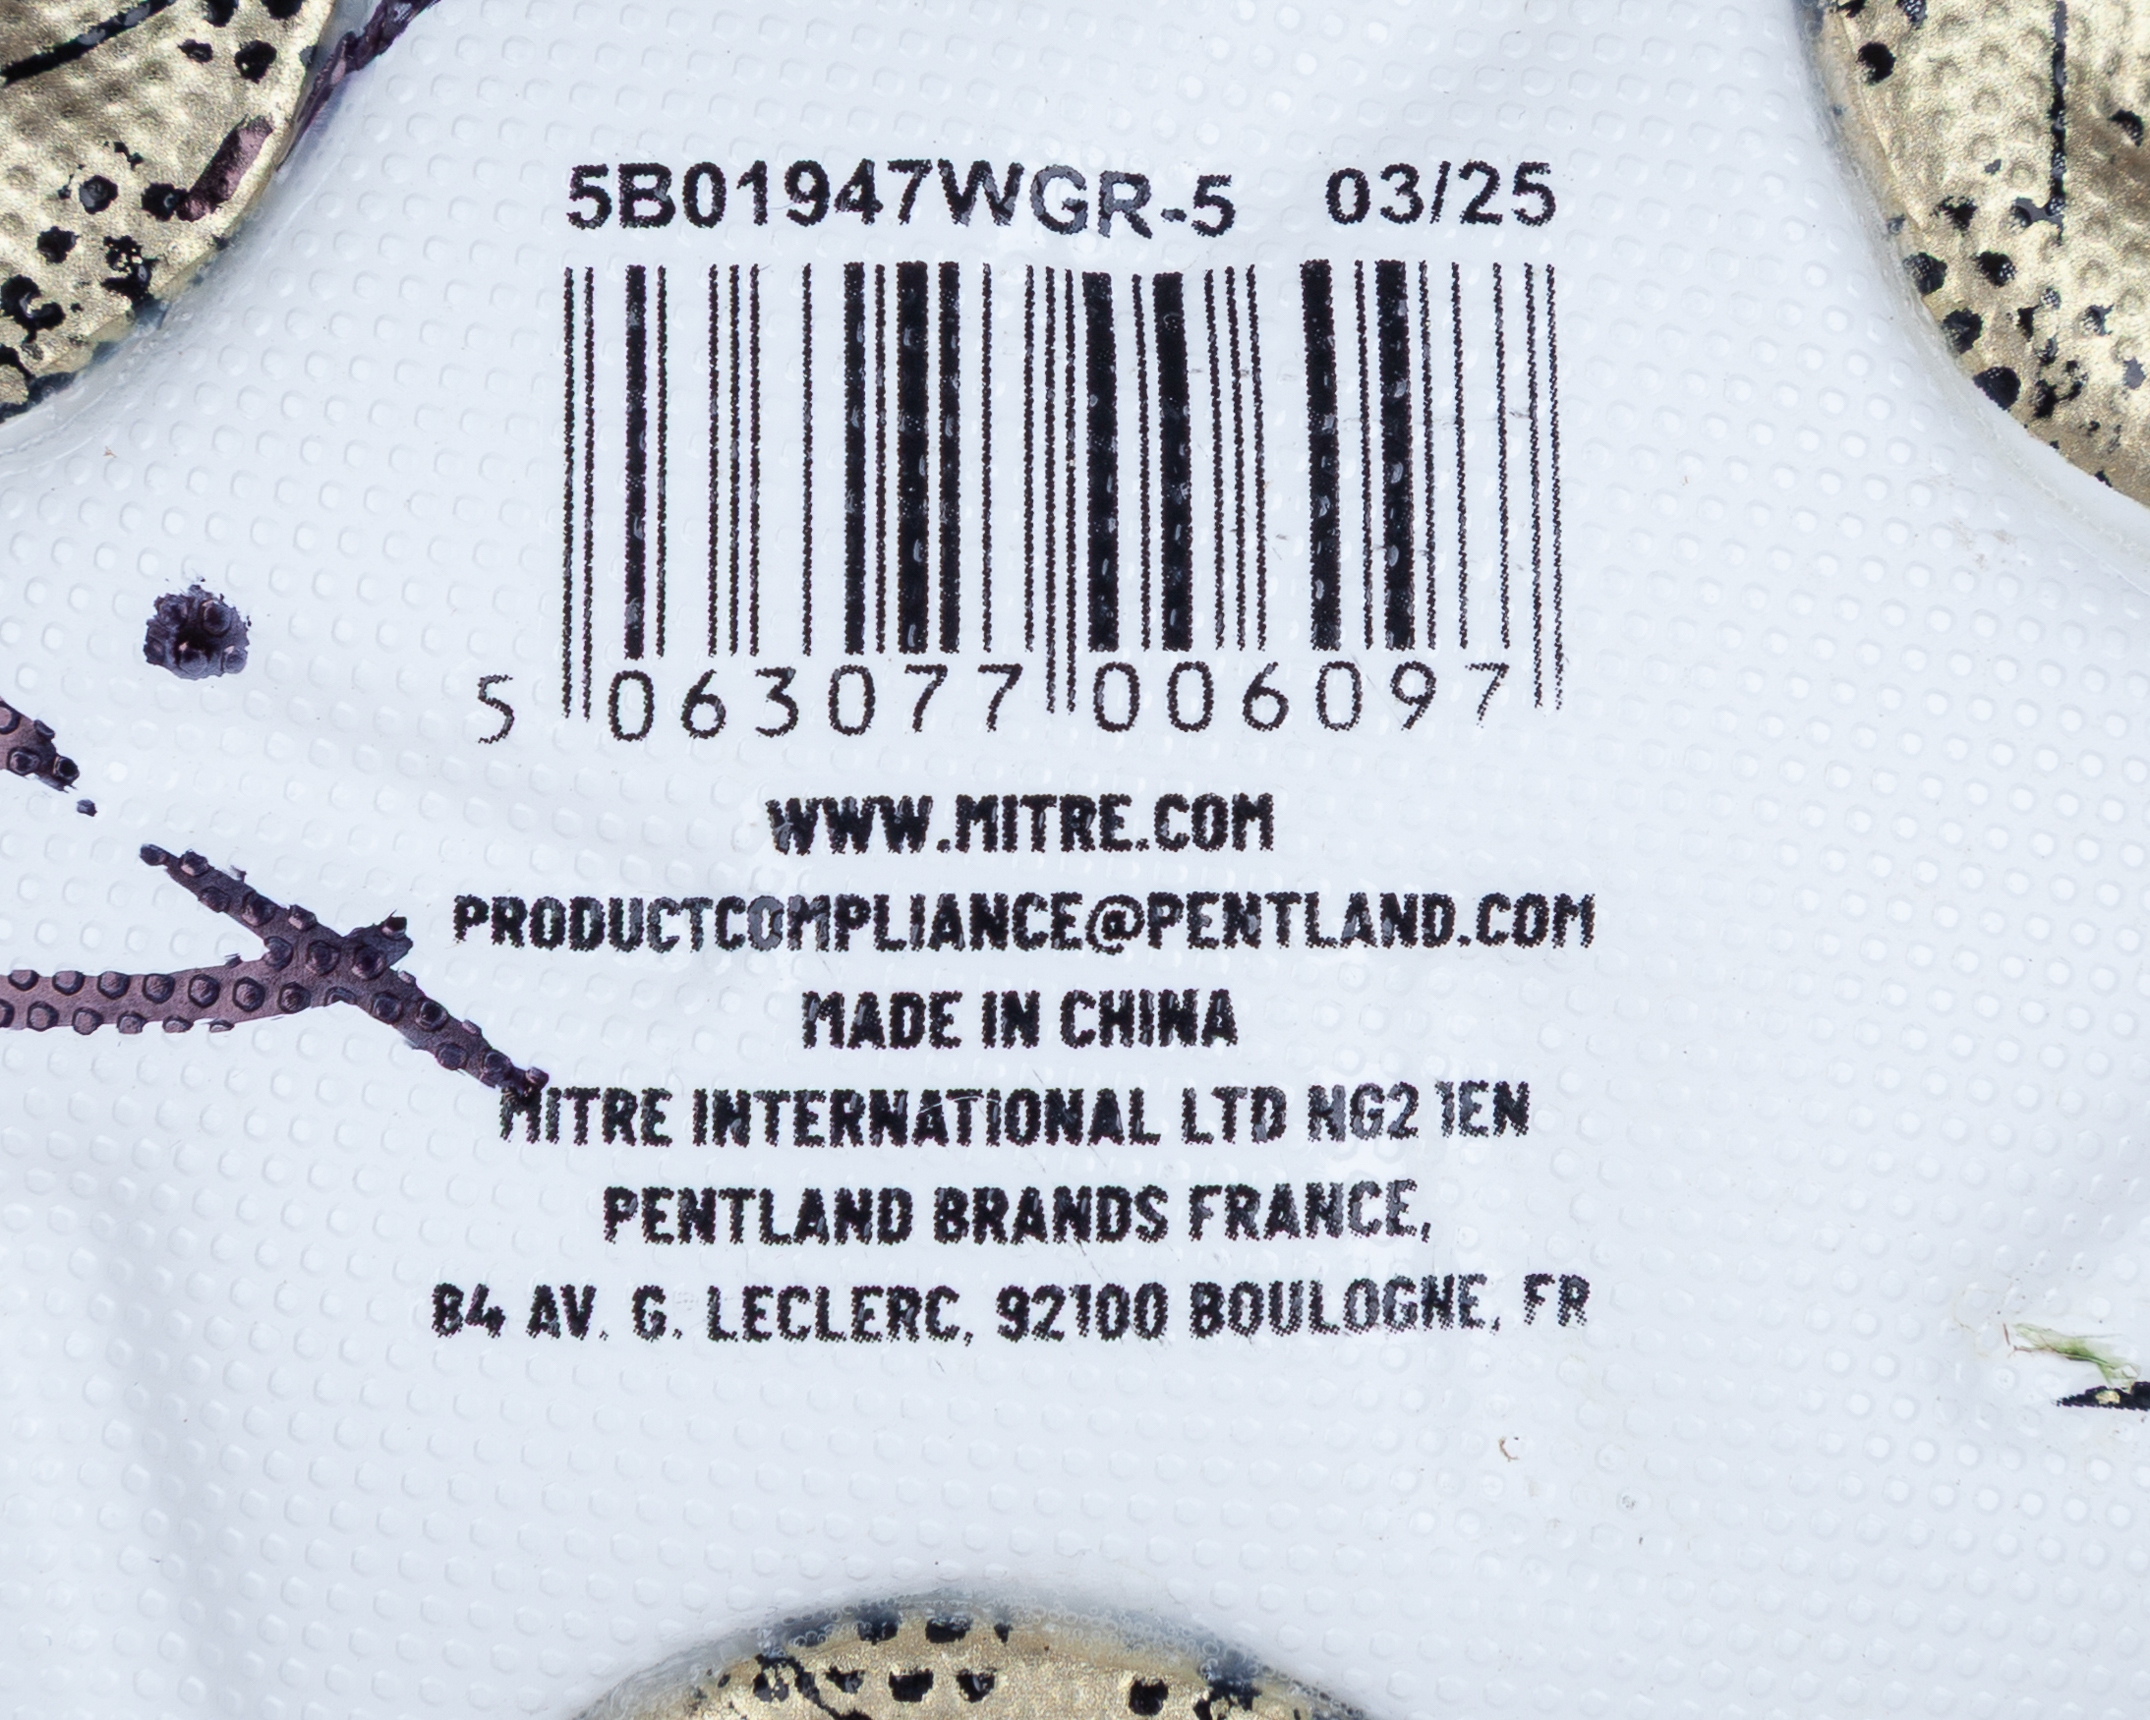 5B01947WGR-5 03/25
5 063077 006097
WWW.MITRE.COM
PRODUCTCOMPLIANCE@PENTLAND.COM
MADE IN CHINA
MITRE INTERNATIONAL LTD NG2 1EN
PENTLAND BRANDS FRANCE,
84 AV. G. LECLERC, 92100 BOULOGNE, FR